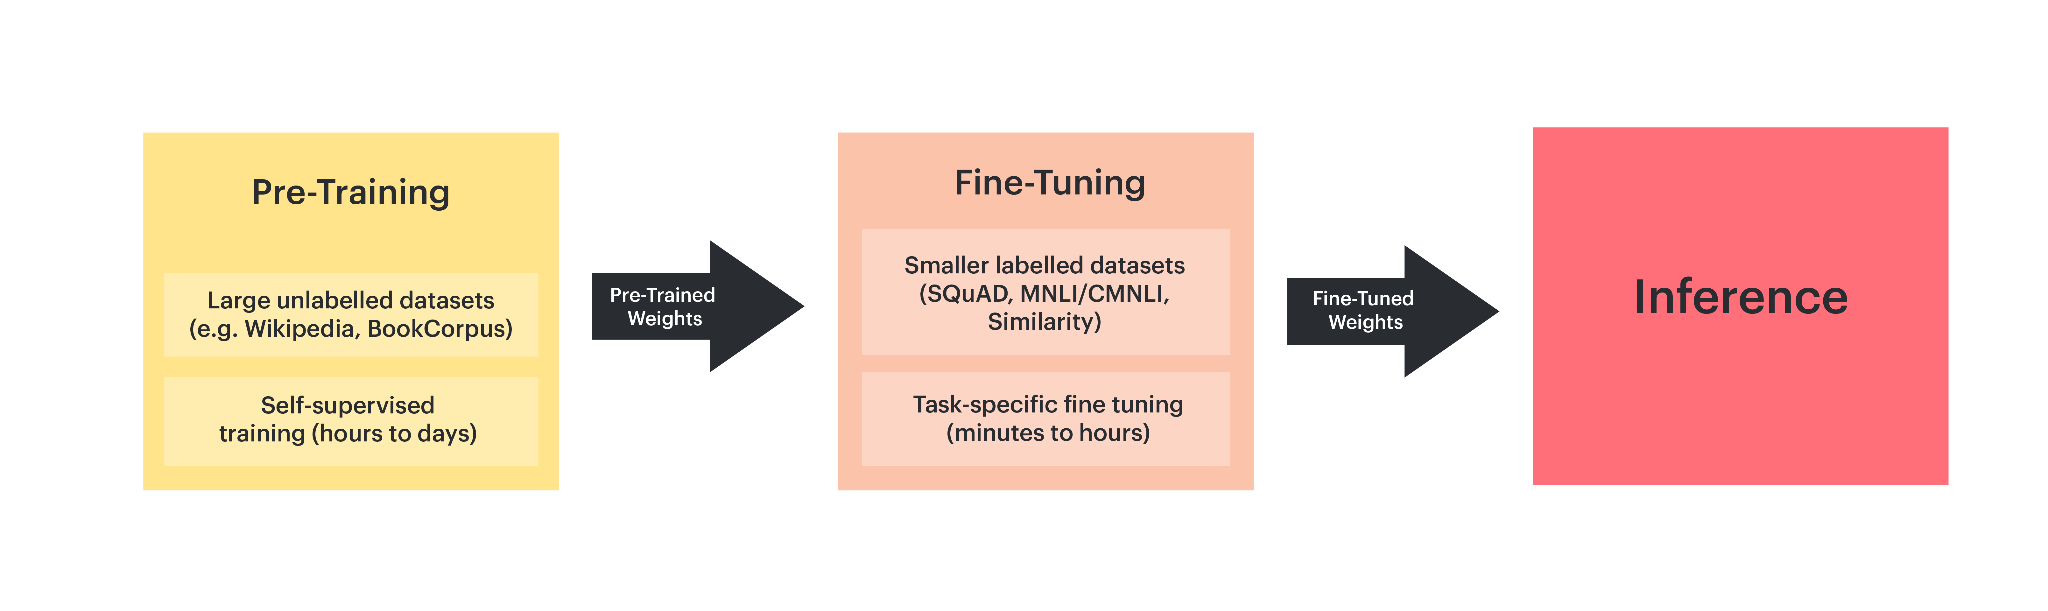 Pre-Training
Large unlabelled datasets
(e.g. Wikipedia, BookCorpus)
Self-supervised
training (hours to days)
Pre-Trained
Weights
Fine-Tuning
Smaller labelled datasets
(SQuAD, MNLI/CMNLI,
Similarity)
Task-specific fine tuning
(minutes to hours)
Fine-Tuned
Weights
Inference